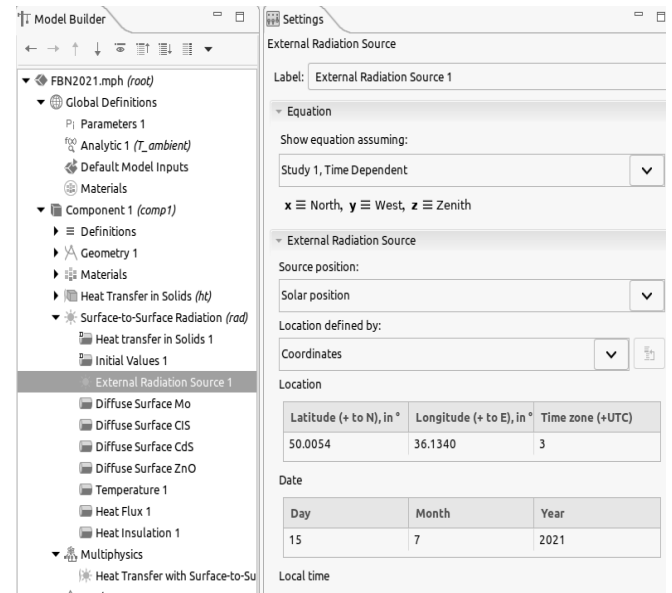 Model Builder
FBN2021.mph (root)
Global Definitions
Pi Parameters 1
Analytic 1 (T_ambient)
Default Model Inputs
Materials
Component 1 (comp1)
Definitions
Geometry 1
Materials
Heat Transfer in Solids (ht)
Surface-to-Surface Radiation (rad)
Heat transfer in Solids 1
Initial Values 1
External Radiation Source 1
Diffuse Surface Mo
Diffuse Surface CIS
Diffuse Surface CdS
Diffuse Surface ZnO
Temperature 1
Heat Flux 1
Heat Insulation 1
Multiphysics
Heat Transfer with Surface-to-Su
Settings
External Radiation Source
Label: External Radiation Source 1
Equation
Show equation assuming:
Study 1, Time Dependent
x ≡ North, y ≡ West, z ≡ Zenith
External Radiation Source
Source position:
Solar position
Location defined by:
Coordinates
Location
Latitude (+ to N), in ° Longitude (+ to E), in ° Time zone (+UTC)
50.0054 36.1340 3
Date
Day Month Year
15 7 2021
Local time